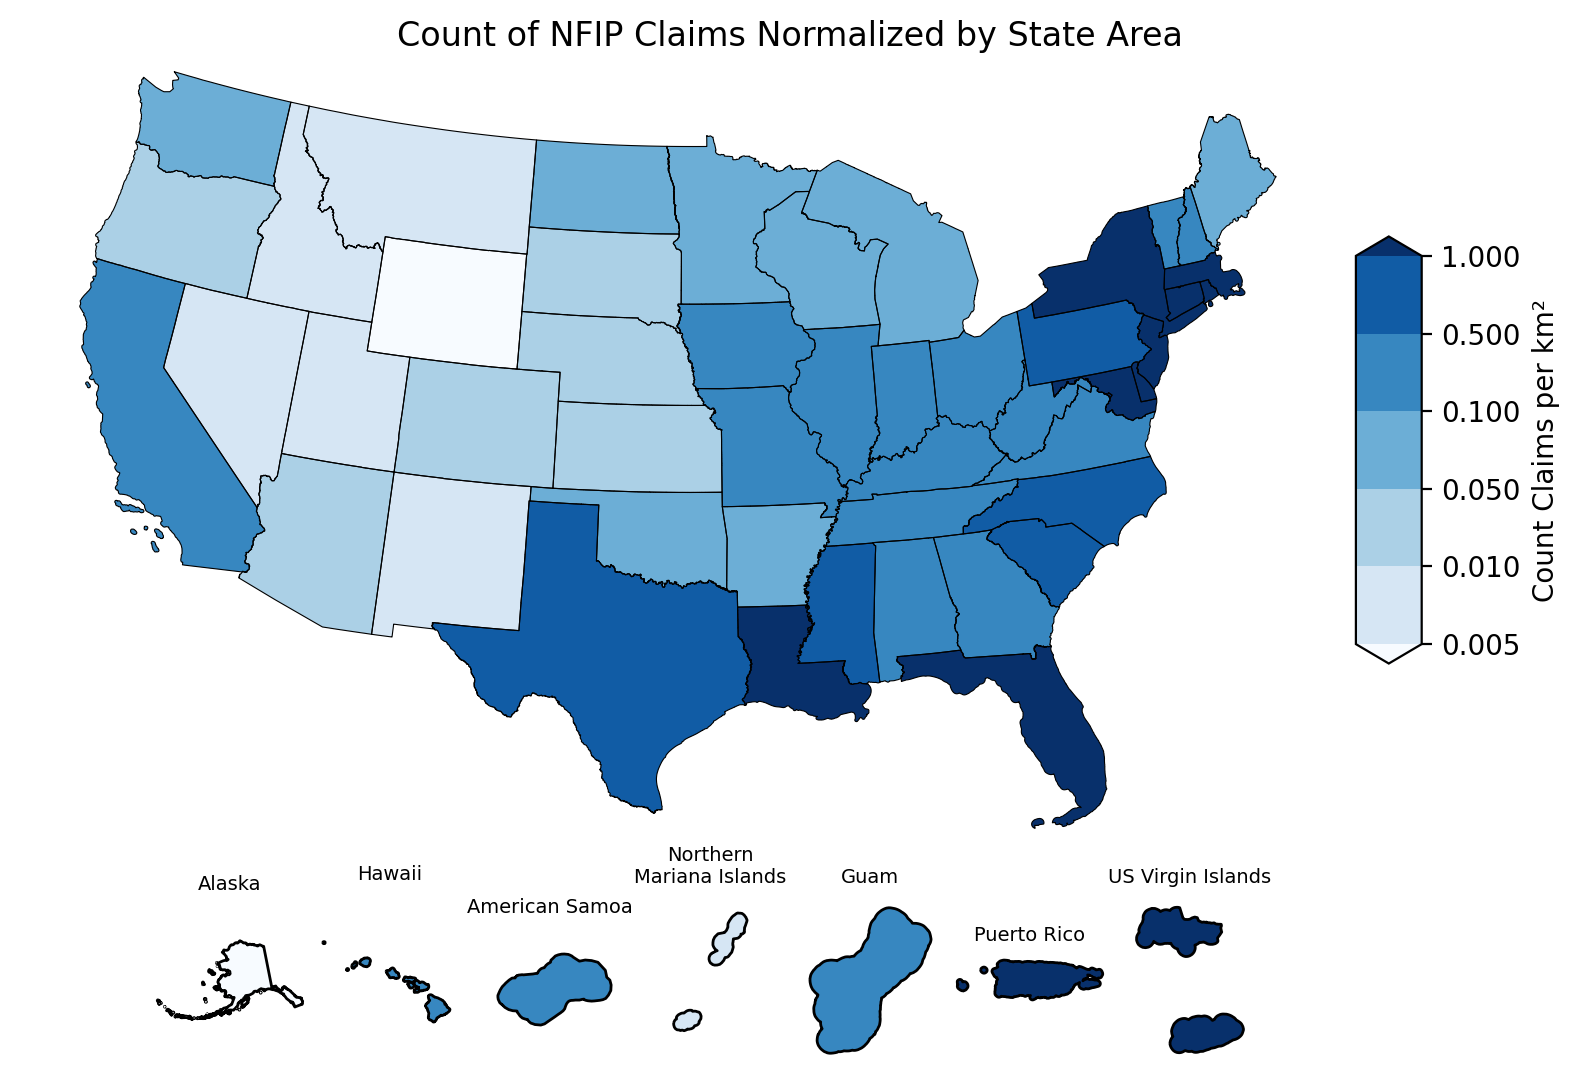 Count of NFIP Claims Normalized by State Area
1.000
0.500
0.100
0.050
0.010
0.005
Count Claims per km²
Alaska
Hawaii
American Samoa
Northern
Mariana Islands
Guam
Puerto Rico
US Virgin Islands